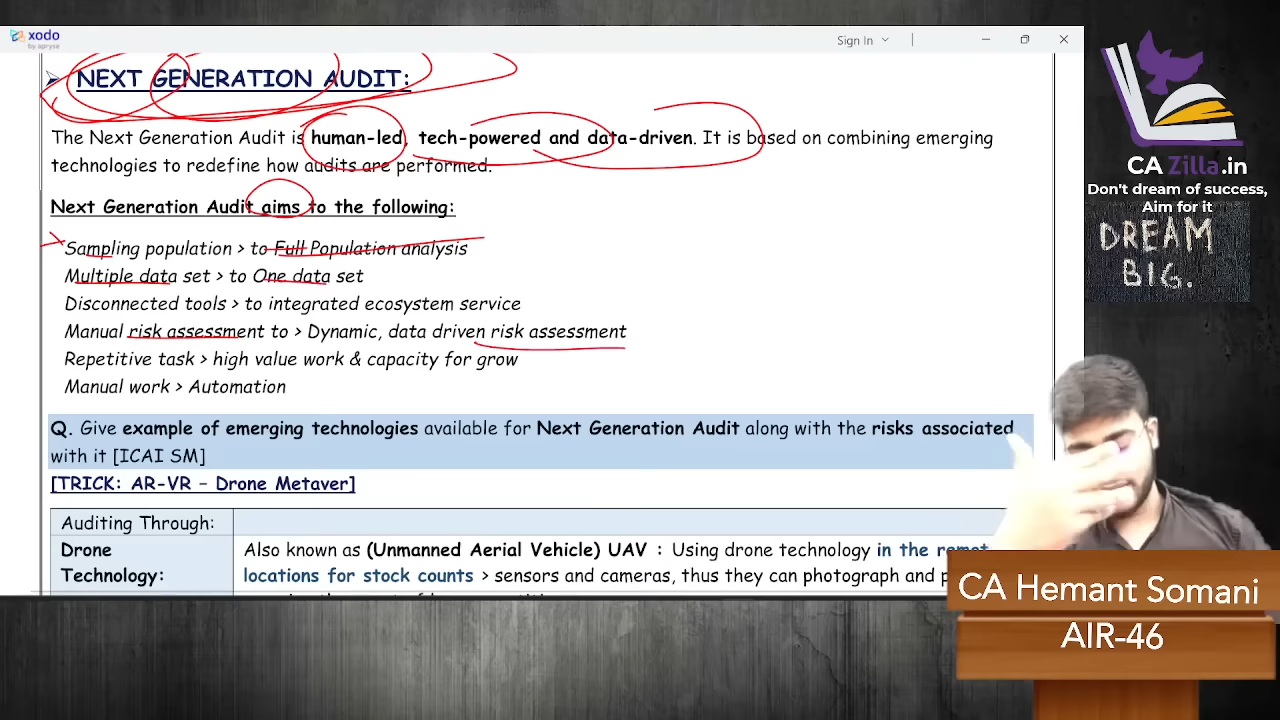 xodo
by apryse
Sign In
NEXT GENERATION AUDIT:
The Next Generation Audit is human-led, tech-powered and data-driven. It is based on combining emerging
technologies to redefine how audits are performed.
Next Generation Audit aims to the following:
Sampling population > to Full Population analysis
Multiple data set > to One data set
Disconnected tools > to integrated ecosystem service
Manual risk assessment to > Dynamic, data driven risk assessment
Repetitive task > high value work & capacity for grow
Manual work > Automation
Q. Give example of emerging technologies available for Next Generation Audit along with the risks associated
with it [ICAI SM]
[TRICK: AR-VR – Drone Metaver]
Auditing Through:
Drone
Technology:
Also known as (Unmanned Aerial Vehicle) UAV : Using drone technology in the
locations for stock counts > sensors and cameras, thus they can photograph and
CA Zilla.in
Don't dream of success,
Aim for it
DREAM
BIG.
CA Hemant Somani
AIR-46